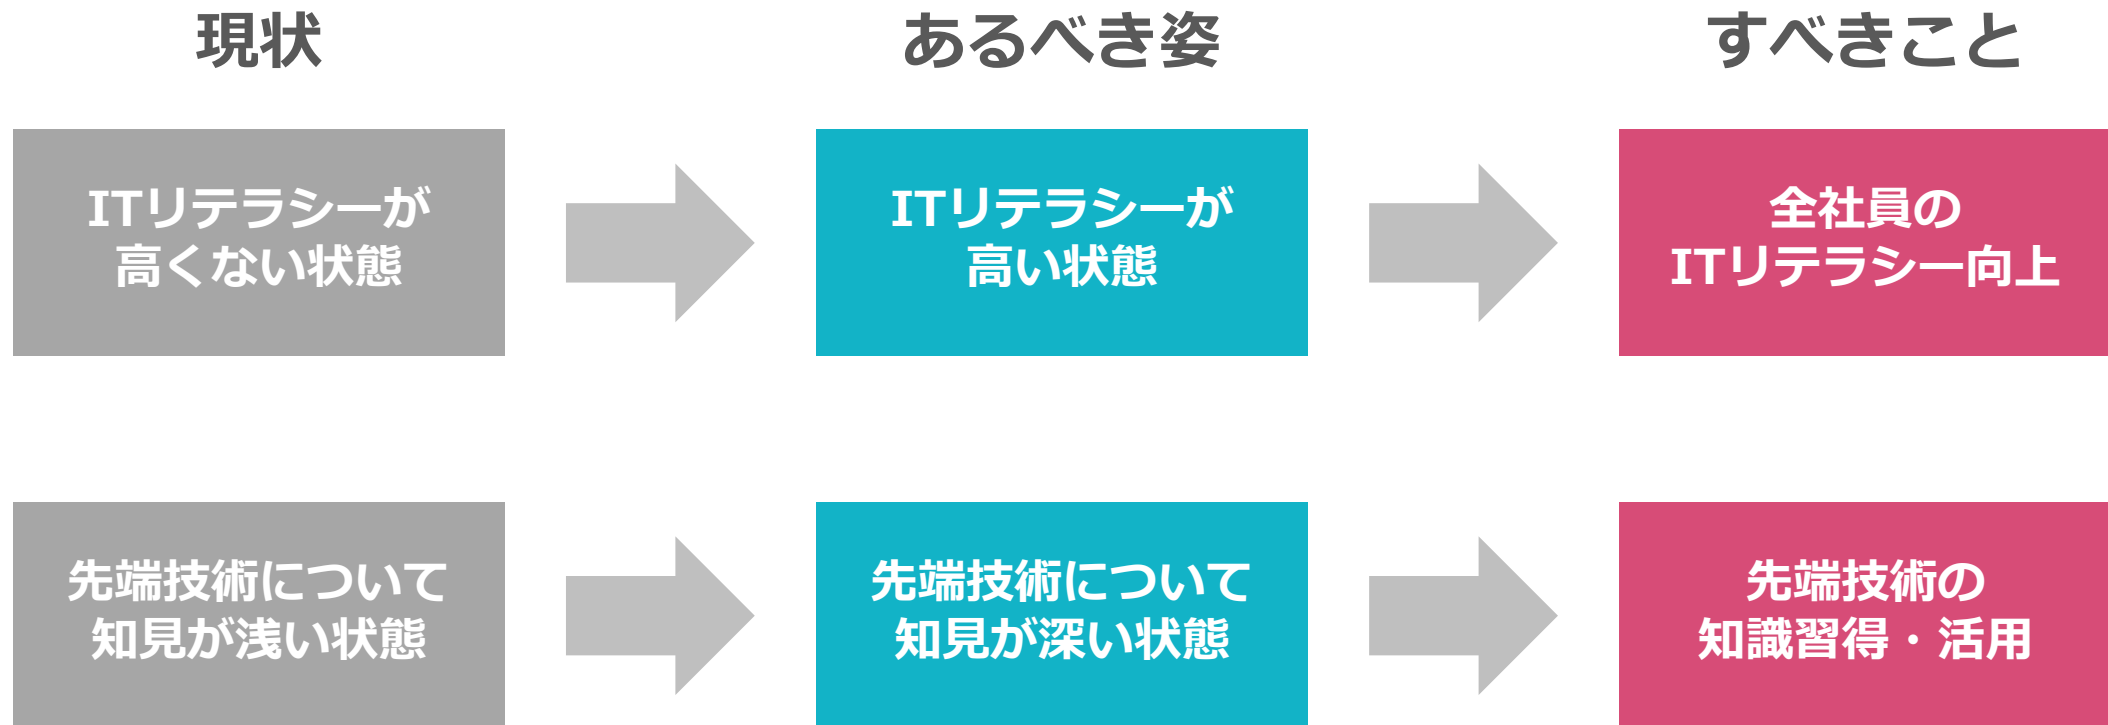 現状
あるべき姿
すべきこと
ITリテラシーが
高くない状態
ITリテラシーが
高い状態
全社員の
ITリテラシー向上
先端技術について
知見が浅い状態
先端技術について
知見が深い状態
先端技術の
知識習得・活用